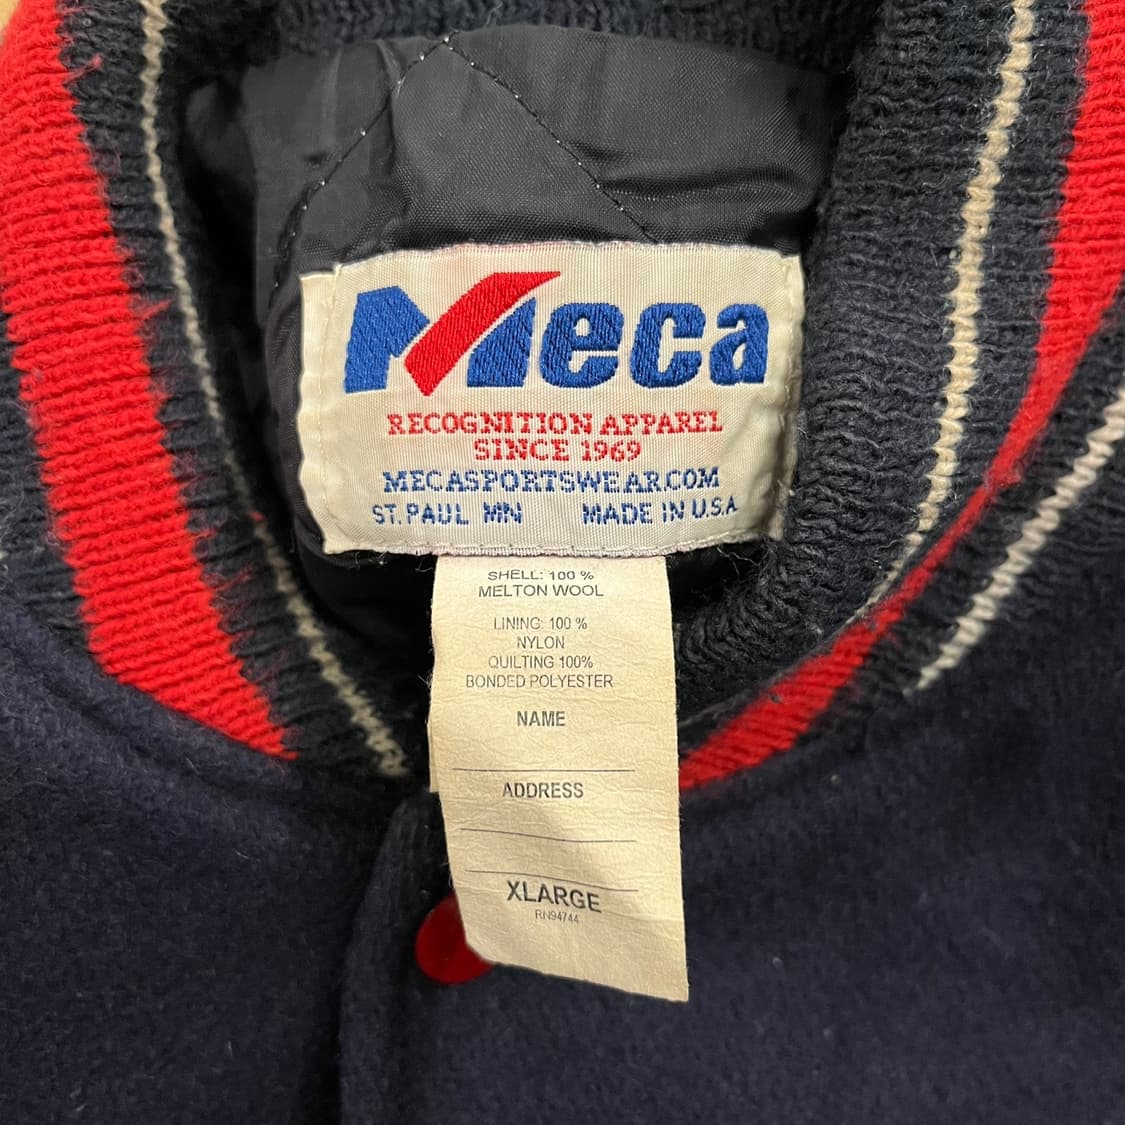 Meca
RECOGNITION APPAREL
SINCE 1969
MECASPORTSWEAR.COM
ST. PAUL MN MADE IN U.S.A
SHELL: 100 %
MELTON WOOL
LINING: 100 %
NYLON
QUILTING 100%
BONDED POLYESTER
NAME
ADDRESS
XLARGE
RN94744